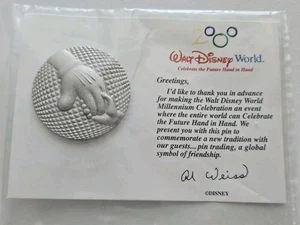 Walt Disney World.
Celebrate the Future Hand in Hand
Greetings,
I'd like to thank you in advance
for making the Walt Disney World
Millennium Celebration an event
where the entire world can Celebrate
the Future Hand in Hand. We
present you with this pin to
commemorate a new tradition with
our guests... pin trading, a global
symbol of friendship.
Al Weiss
©DISNEY